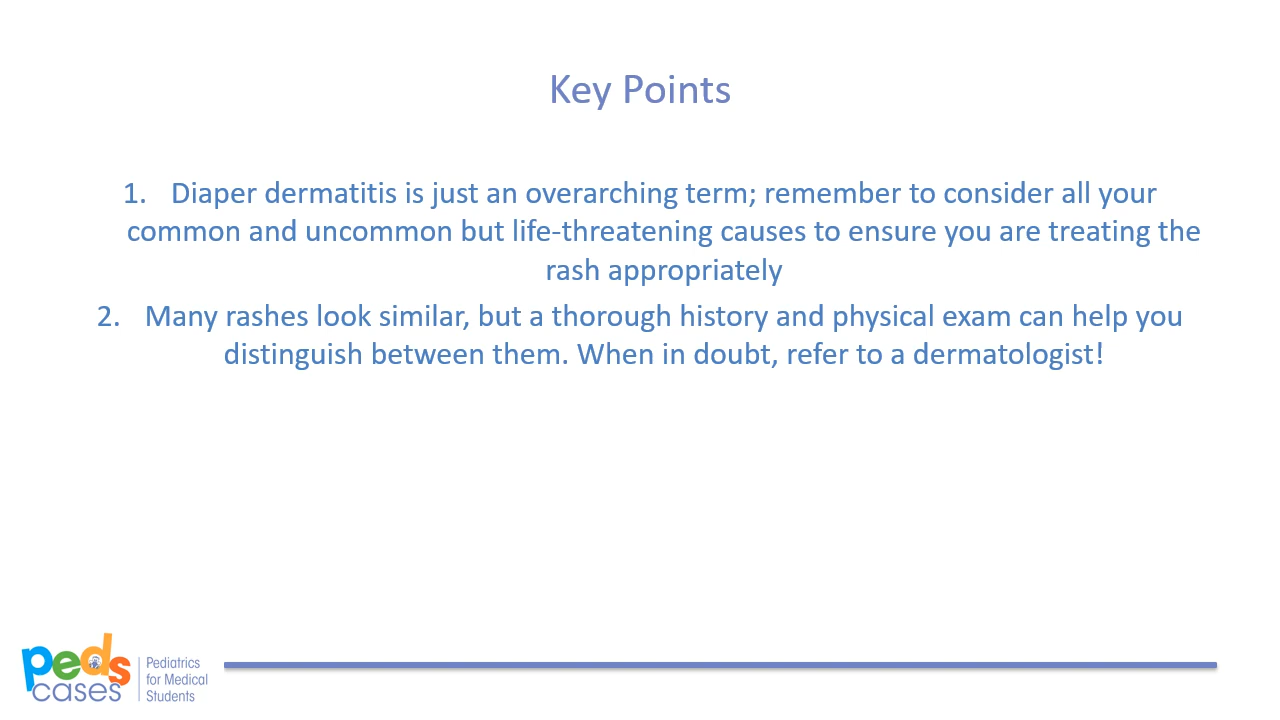 Key Points
1. Diaper dermatitis is just an overarching term; remember to consider all your
common and uncommon but life-threatening causes to ensure you are treating the
rash appropriately
2. Many rashes look similar, but a thorough history and physical exam can help you
distinguish between them. When in doubt, refer to a dermatologist!
peds
cases
Pediatrics
for Medical
Students